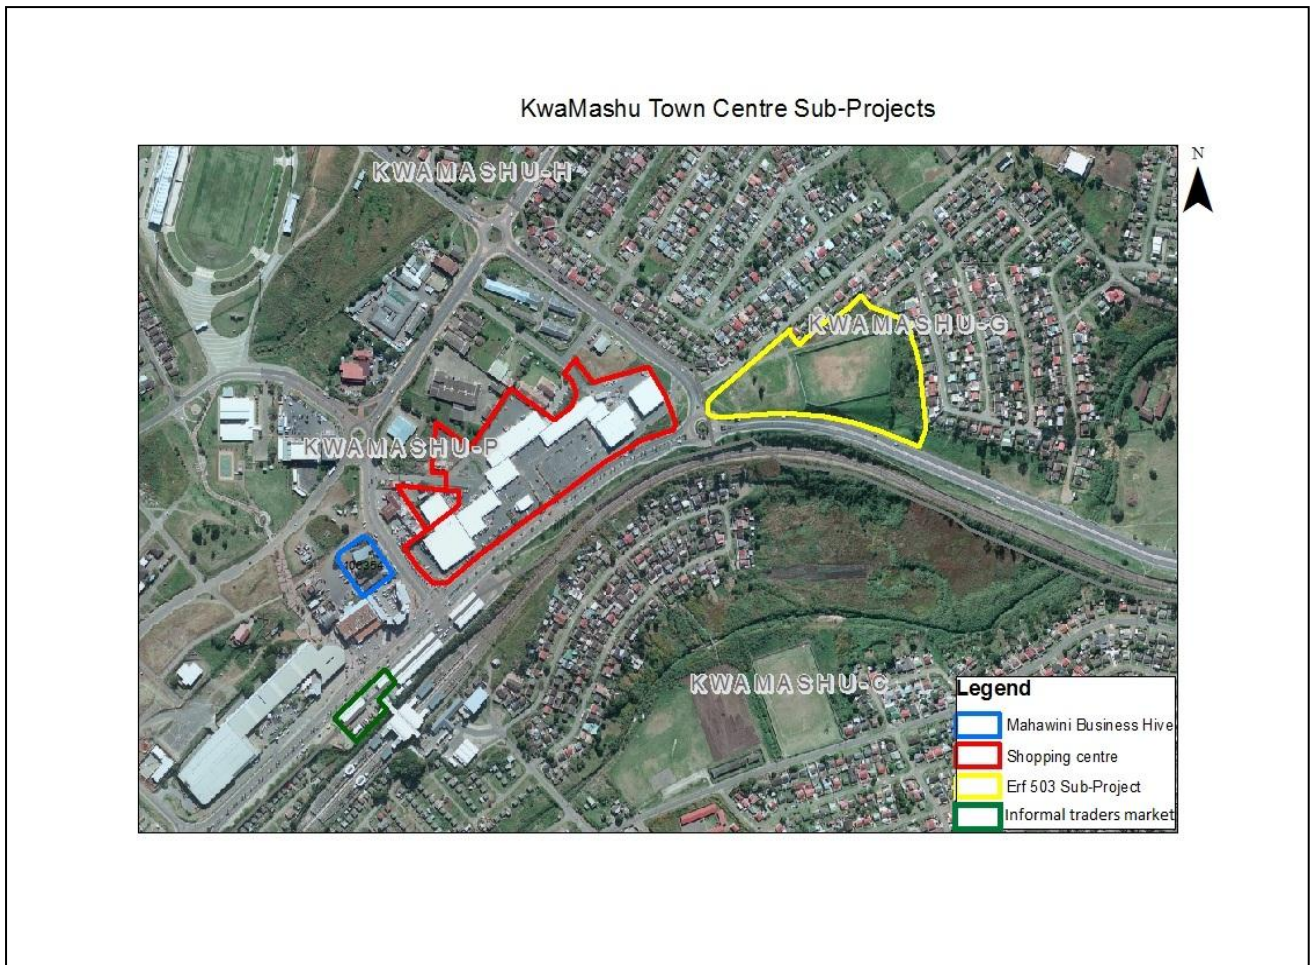 KwaMashu Town Centre Sub-Projects
N
KWAMASHU-H
KWAMASHU-G
KWAMASHU-P
KWAMASHU-C
Legend
Mahawini Business Hive
Shopping centre
Erf 503 Sub-Project
Informal traders market